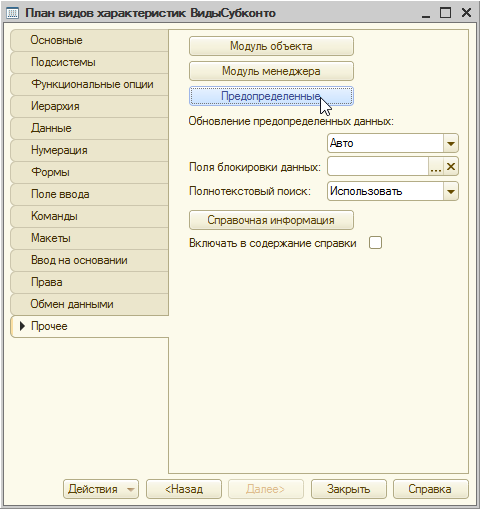 План видов характеристик ВидыСубконто
Основные
Подсистемы
Функциональные опции
Иерархия
Данные
Нумерация
Формы
Поле ввода
Команды
Макеты
Ввод на основании
Права
Обмен данными
Прочее
Модуль объекта
Модуль менеджера
Предопределенные
Обновление предопределенных данных:
Авто
Поля блокировки данных: ...
Полнотекстовый поиск: Использовать
Справочная информация
Включать в содержание справки
Действия <Назад Далее> Закрыть Справка